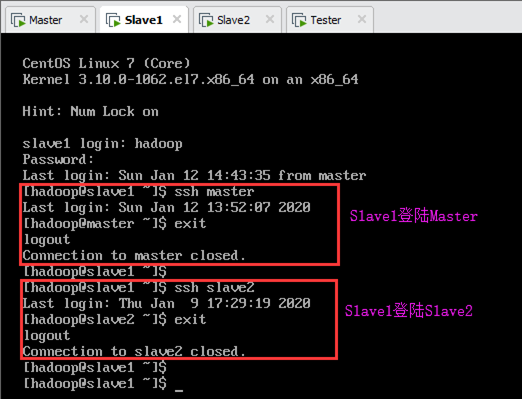 Master
Slave1
Slave2
Tester
CentOS Linux 7 (Core)
Kernel 3.10.0-1062.el7.x86_64 on an x86_64
Hint: Num Lock on
slave1 login: hadoop
Password:
Last login: Sun Jan 12 14:43:35 from master
[hadoop@slave1 ~]$ ssh master
Last login: Sun Jan 12 13:52:07 2020
[hadoop@master ~]$ exit
logout
Connection to master closed.
[hadoop@slave1 ~]$
[hadoop@slave1 ~]$ ssh slave2
Last login: Thu Jan  9 17:29:19 2020
[hadoop@slave2 ~]$ exit
logout
Connection to slave2 closed.
[hadoop@slave1 ~]$
[hadoop@slave1 ~]$ _
Slave1登陆Master
Slave1登陆Slave2